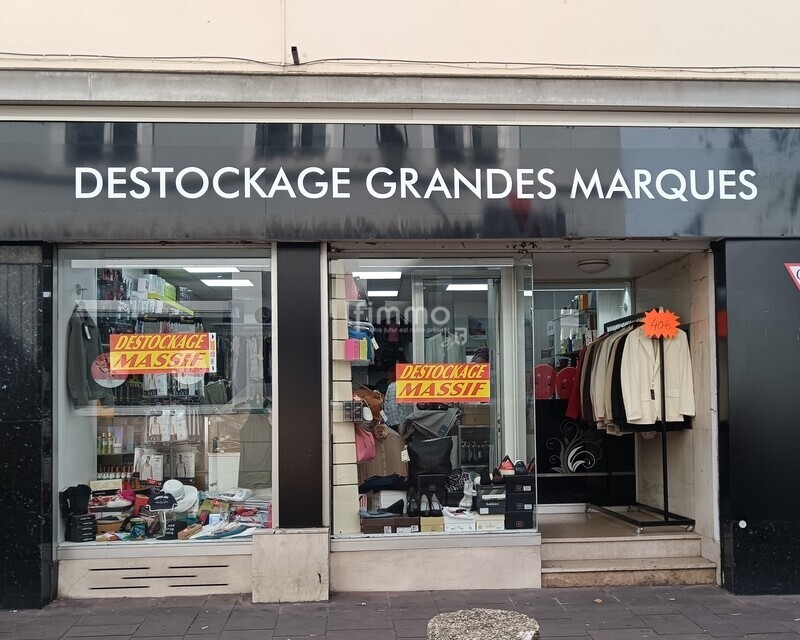 DESTOCKAGE GRANDES MARQUES
DESTOCKAGE
MASSIF
DESTOCKAGE
MASSIF
40€
fimmo